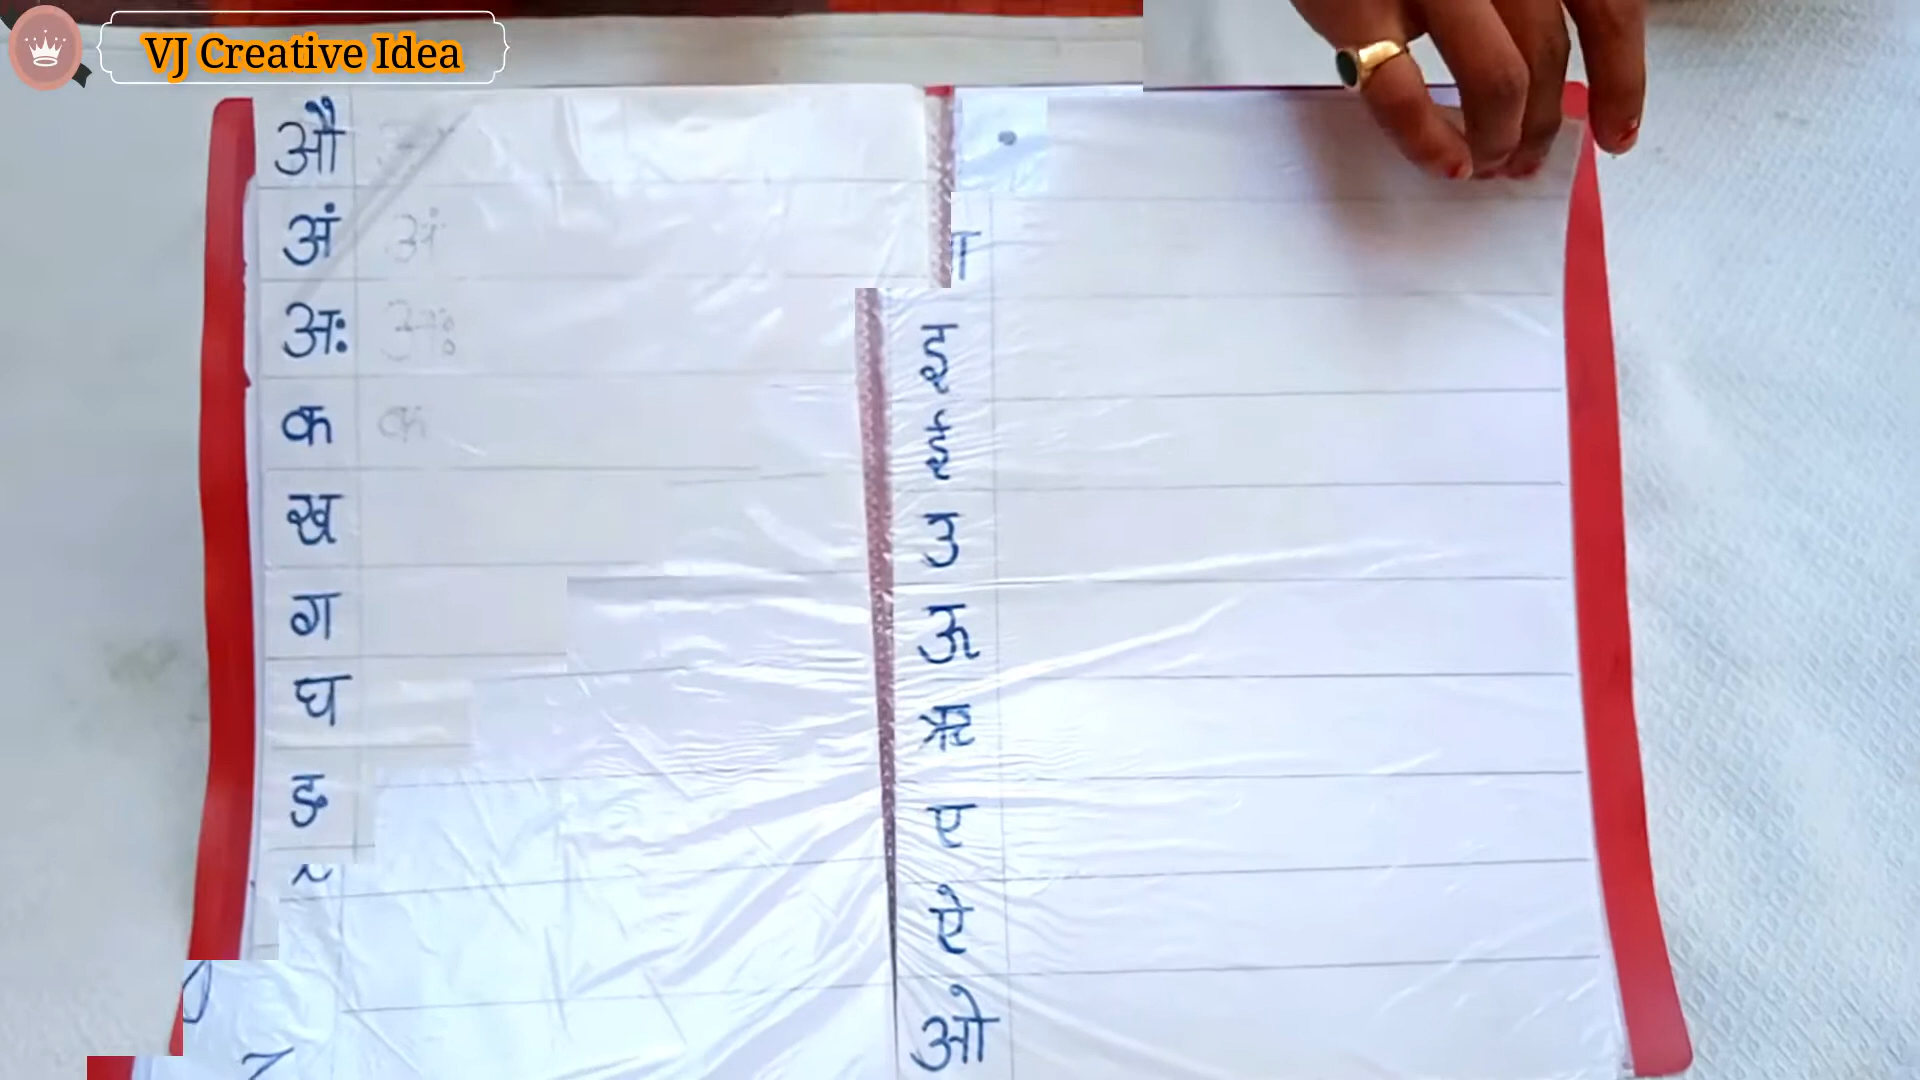 VJ Creative Idea
औ
अं अं
अः अः
क क
ख
ग
घ
ङ
उ
ऊ
ऋ
ए
ऐ
ओ